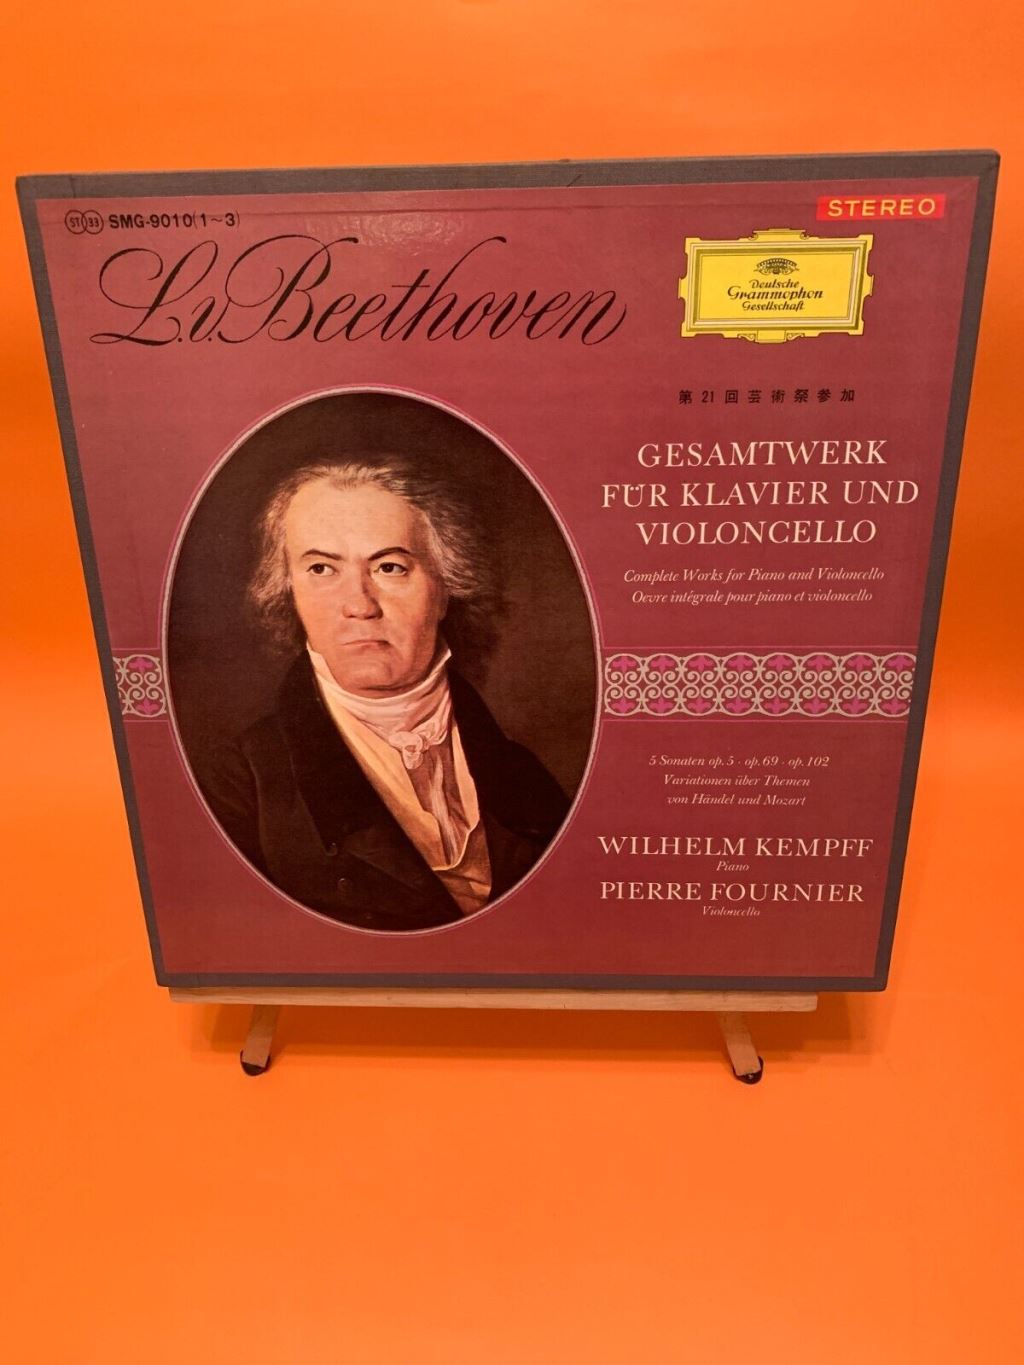 ST 33 SMG-9010(1~3)
STEREO
L.v.Beethoven
Deutsche
Grammophon
Gesellschaft
第21回芸術祭参加
GESAMTWERK
FÜR KLAVIER UND
VIOLONCELLO
Complete Works for Piano and Violoncello
Oevre intégrale pour piano et violoncello
5 Sonaten op. 5 · op. 69 · op. 102
Variationen über Themen
von Händel und Mozart
WILHELM KEMPFF
Piano
PIERRE FOURNIER
Violoncello